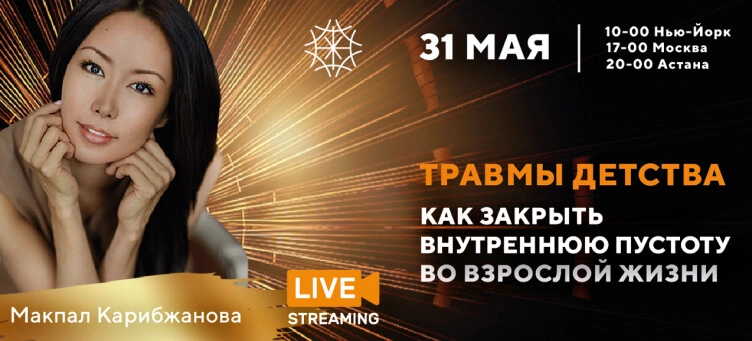 31 МАЯ
10-00 Нью-Йорк
17-00 Москва
20-00 Астана
ТРАВМЫ ДЕТСТВА
КАК ЗАКРЫТЬ
ВНУТРЕННЮЮ ПУСТОТУ
ВО ВЗРОСЛОЙ ЖИЗНИ
LIVE
STREAMING
Макпал Карибжанова